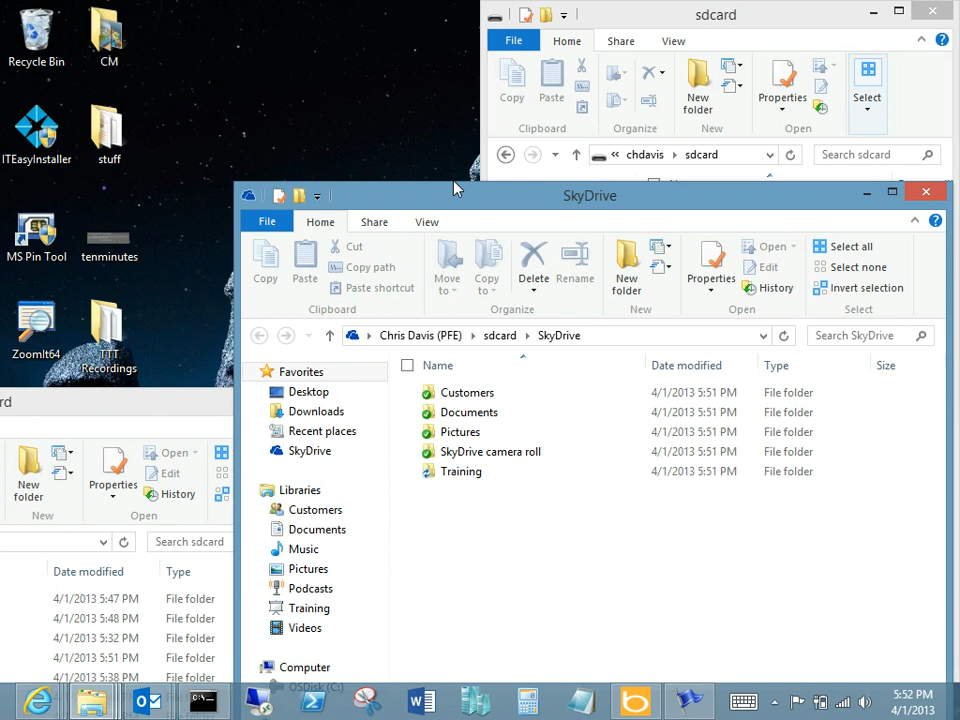 Recycle Bin
CM
ITEasyInstaller
stuff
MS Pin Tool
tenminutes
ZoomIt64
TTT
Recordings
sdcard
File
Home
Share
View
Copy
Paste
New
folder
Properties
Select
Clipboard
Organize
New
Open
« chdavis
sdcard
Search sdcard
SkyDrive
File
Home
Share
View
Copy
Paste
Cut
Copy path
Paste shortcut
Move
to
Copy
to
Delete
Rename
New
folder
Properties
Open
Edit
History
Select all
Select none
Invert selection
Clipboard
Organize
New
Open
Select
Chris Davis (PFE)
sdcard
SkyDrive
Search SkyDrive
Favorites
Desktop
Downloads
Recent places
SkyDrive
Libraries
Customers
Documents
Music
Pictures
Podcasts
Training
Videos
Computer
OSDisk (C:)
Name Date modified Type Size
Customers 4/1/2013 5:51 PM File folder
Documents 4/1/2013 5:51 PM File folder
Pictures 4/1/2013 5:51 PM File folder
SkyDrive camera roll 4/1/2013 5:51 PM File folder
Training 4/1/2013 5:51 PM File folder
rd
New
folder
Properties
Open
Edit
History
New
Open
Search sdcard
Date modified Type
4/1/2013 5:47 PM File folder
4/1/2013 5:48 PM File folder
4/1/2013 5:32 PM File folder
4/1/2013 5:51 PM File folder
4/1/2013 5:38 PM File folder
5:52 PM
4/1/2013